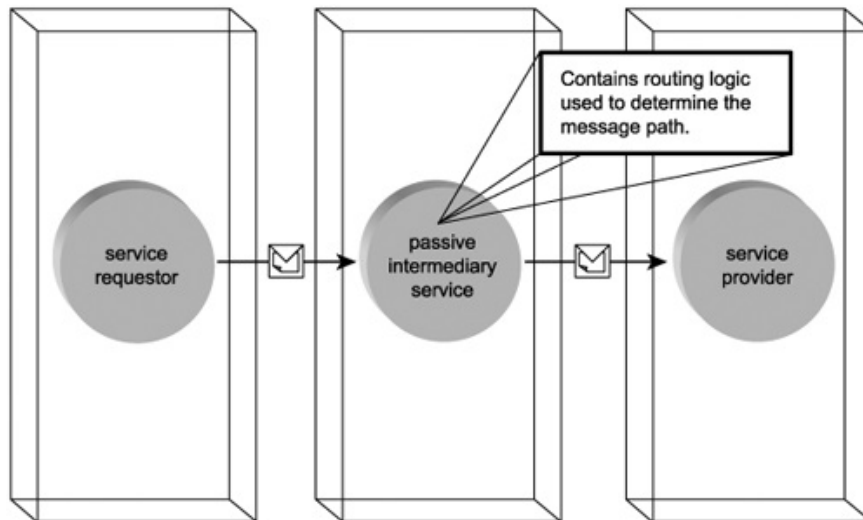 Contains routing logic
used to determine the
message path.
service
requestor
passive
intermediary
service
service
provider